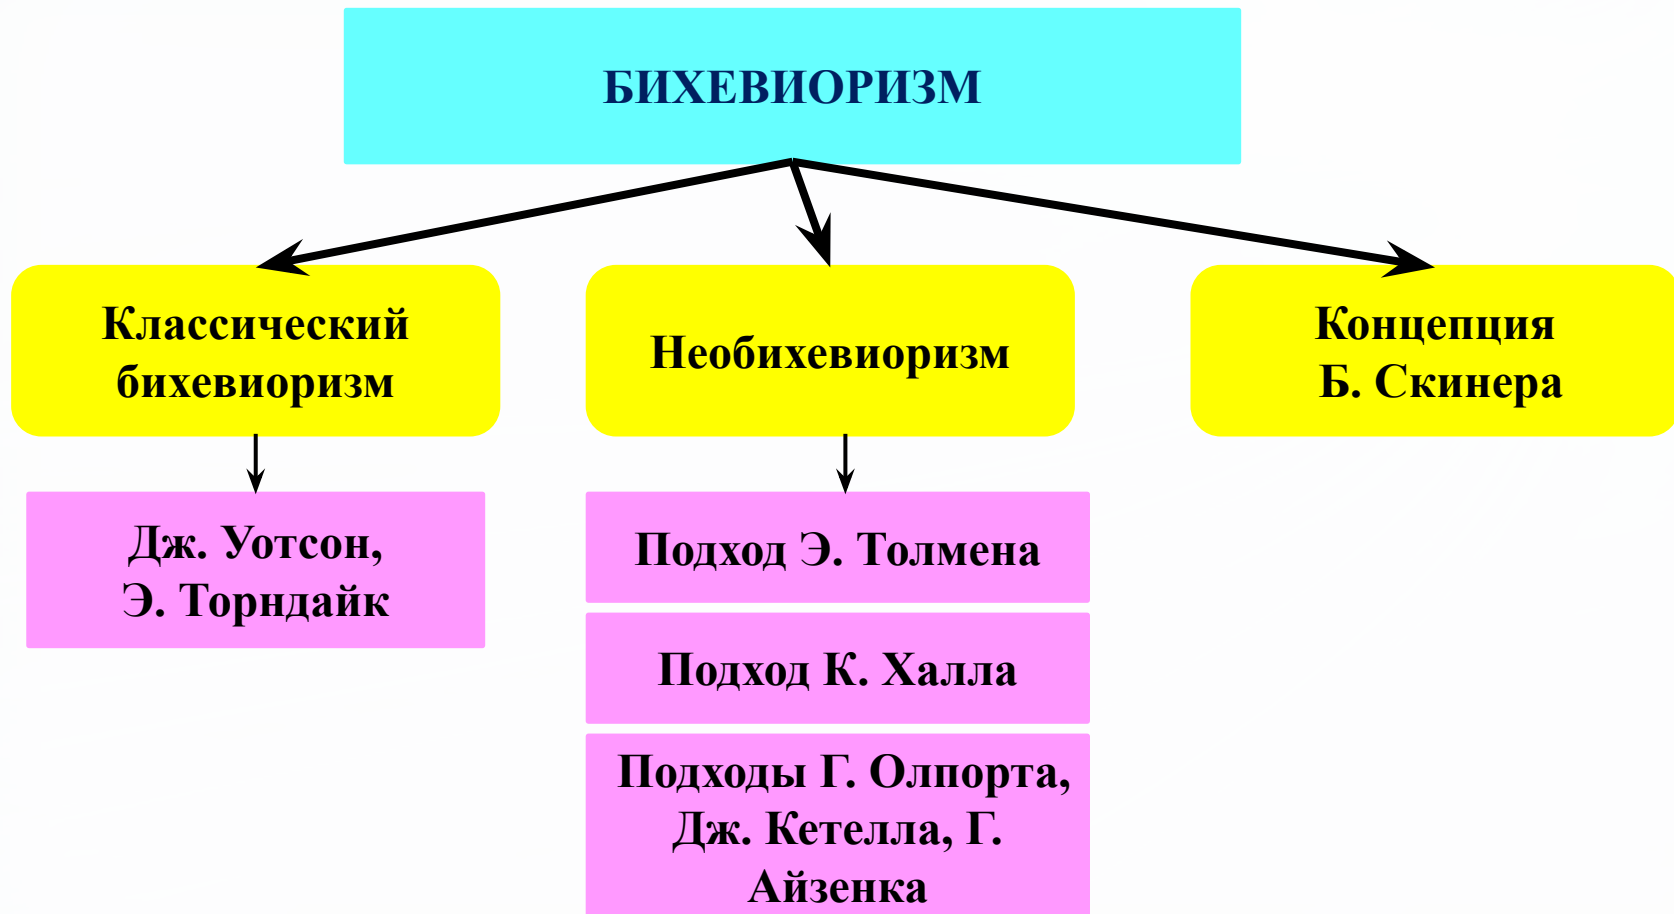 БИХЕВИОРИЗМ
Классический
бихевиоризм
Необихевиоризм
Концепция
Б. Скинера
Дж. Уотсон,
Э. Торндайк
Подход Э. Толмена
Подход К. Халла
Подходы Г. Олпорта,
Дж. Кетелла, Г.
Айзенка